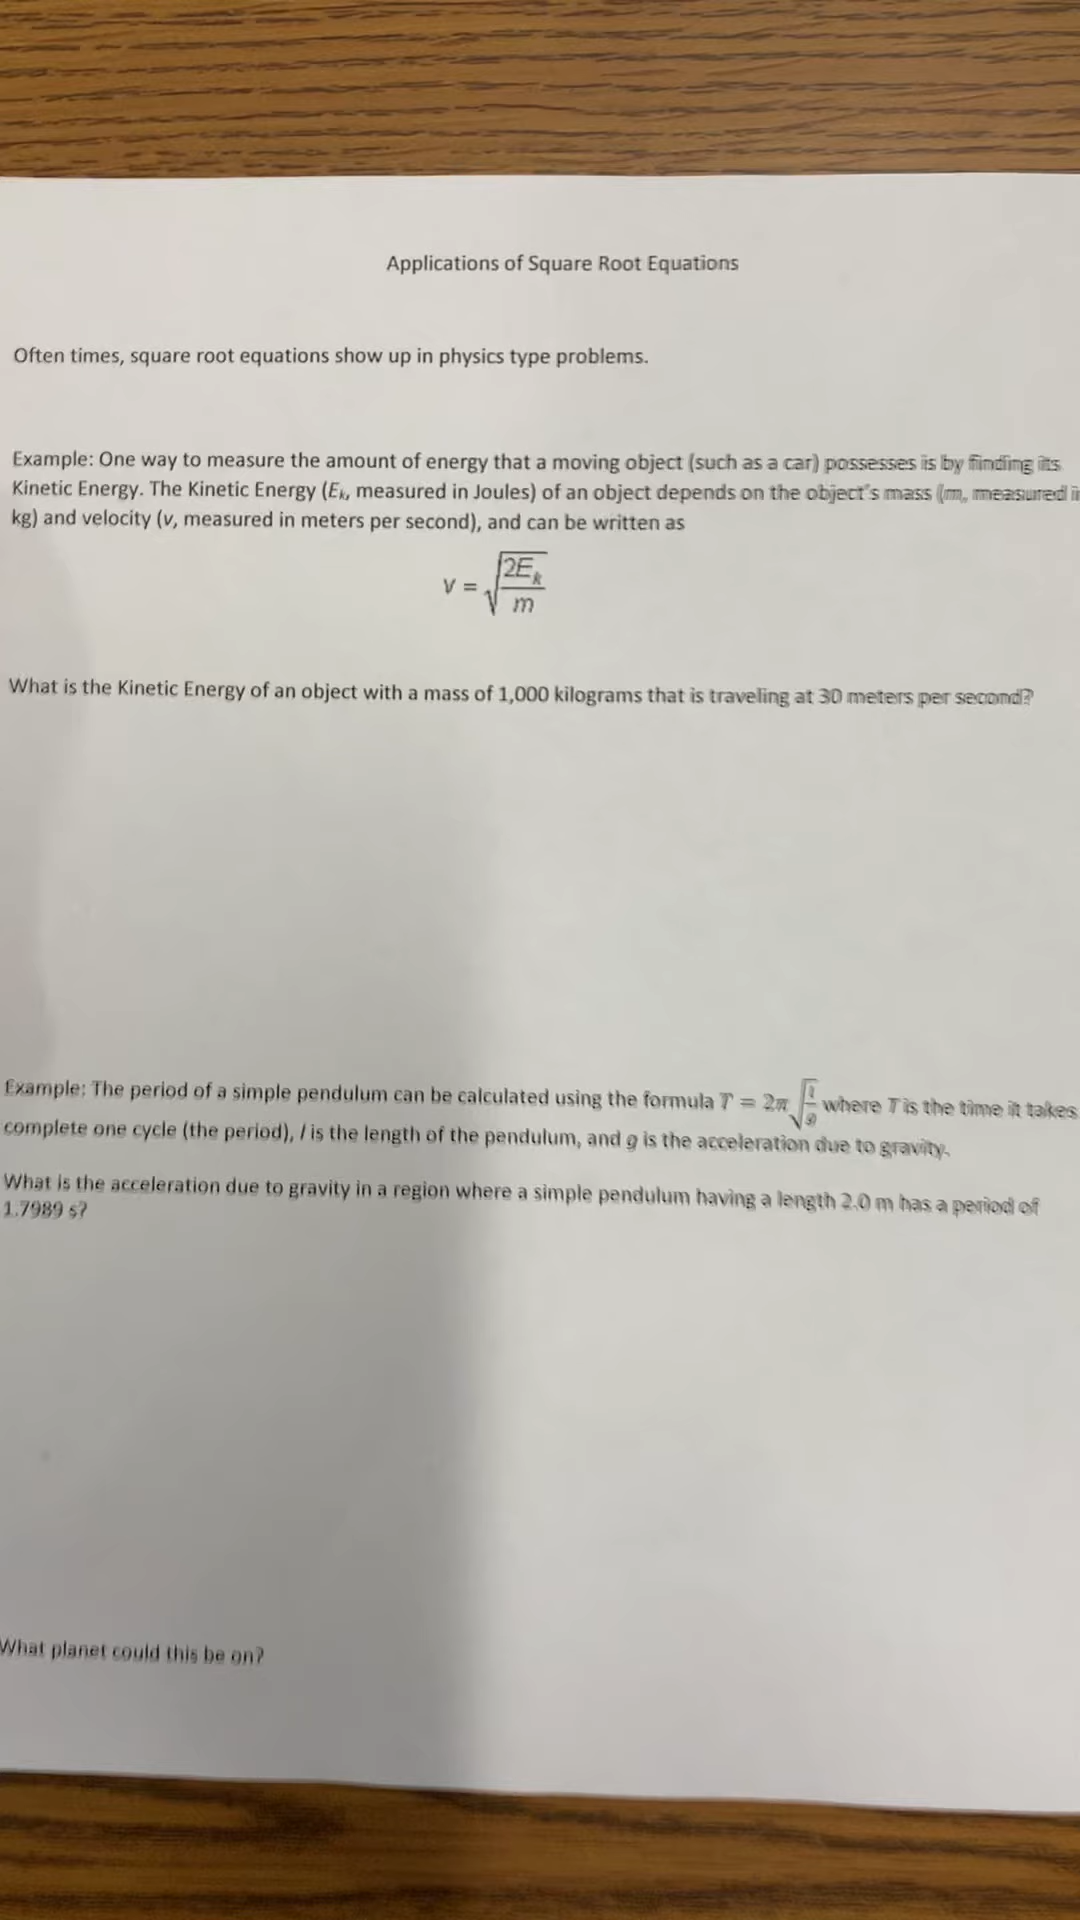 Applications of Square Root Equations
Often times, square root equations show up in physics type problems.
Example: One way to measure the amount of energy that a moving object (such as a car) possesses is by finding its
Kinetic Energy. The Kinetic Energy (Eₖ, measured in Joules) of an object depends on the object's mass (m, measured i
kg) and velocity (v, measured in meters per second), and can be written as
v = √(2Eₖ/m)
What is the Kinetic Energy of an object with a mass of 1,000 kilograms that is traveling at 30 meters per second?
Example: The period of a simple pendulum can be calculated using the formula T = 2π√(l/g) where T is the time it takes
complete one cycle (the period), l is the length of the pendulum, and g is the acceleration due to gravity.
What is the acceleration due to gravity in a region where a simple pendulum having a length 2.0 m has a period of
1.7989 s?
What planet could this be on?